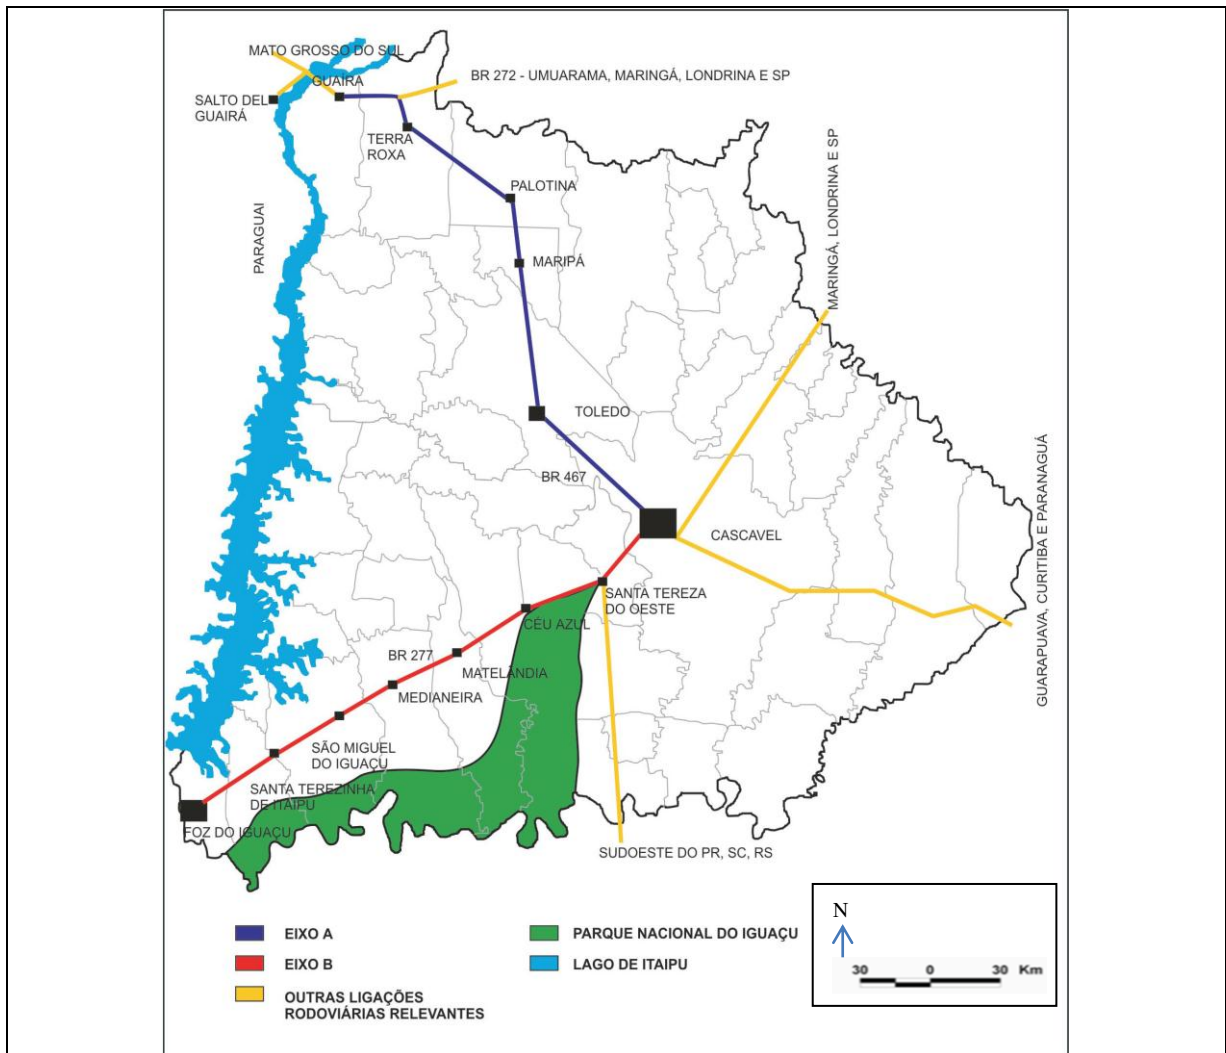 MATO GROSSO DO SUL
BR 272 - UMUARAMA, MARINGÁ, LONDRINA E SP
GUAIRÁ
SALTO DEL
GUAIRÁ
TERRA
ROXA
PALOTINA
MARINGÁ, LONDRINA E SP
PARAGUAI
MARIPÁ
TOLEDO
BR 467
CASCAVEL
GUARAPUAVA, CURITIBA E PARANAGUÁ
SANTA TEREZA
DO OESTE
CÉU AZUL
BR 277
MATELÂNDIA
MEDIANEIRA
SÃO MIGUEL
DO IGUAÇU
SANTA TEREZINHA
DE ITAIPU
FOZ DO IGUAÇU
SUDOESTE DO PR, SC, RS
EIXO A
EIXO B
OUTRAS LIGAÇÕES
RODOVIÁRIAS RELEVANTES
PARQUE NACIONAL DO IGUAÇU
LAGO DE ITAIPU
N
30 0 30 Km